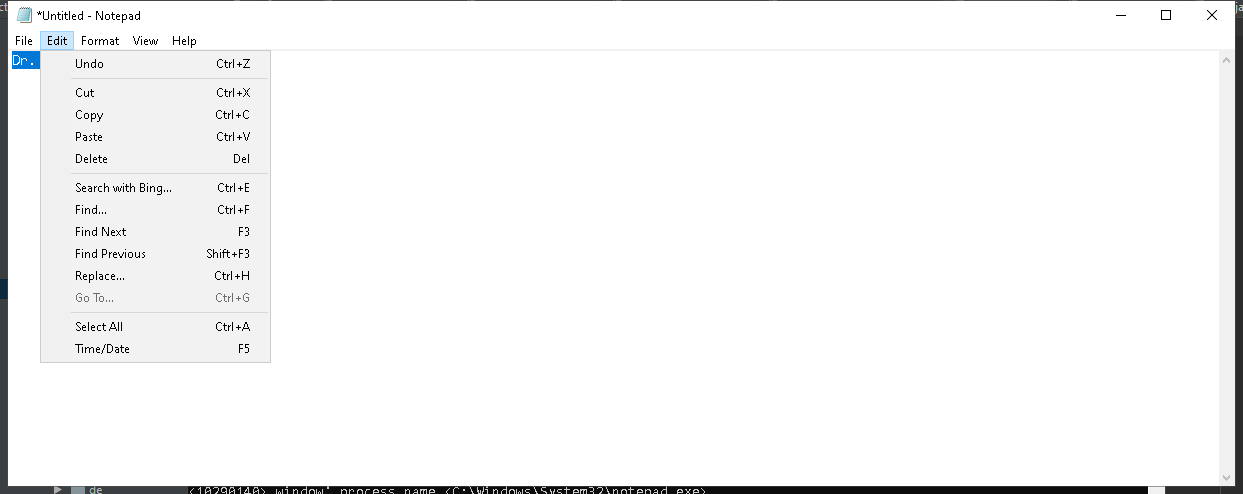 *Untitled - Notepad
File Edit Format View Help
Dr.
Undo Ctrl+Z
Cut Ctrl+X
Copy Ctrl+C
Paste Ctrl+V
Delete Del
Search with Bing... Ctrl+E
Find... Ctrl+F
Find Next F3
Find Previous Shift+F3
Replace... Ctrl+H
Go To... Ctrl+G
Select All Ctrl+A
Time/Date F5
de <10290140> window' process name <C:\Windows\System32\notepad.exe>